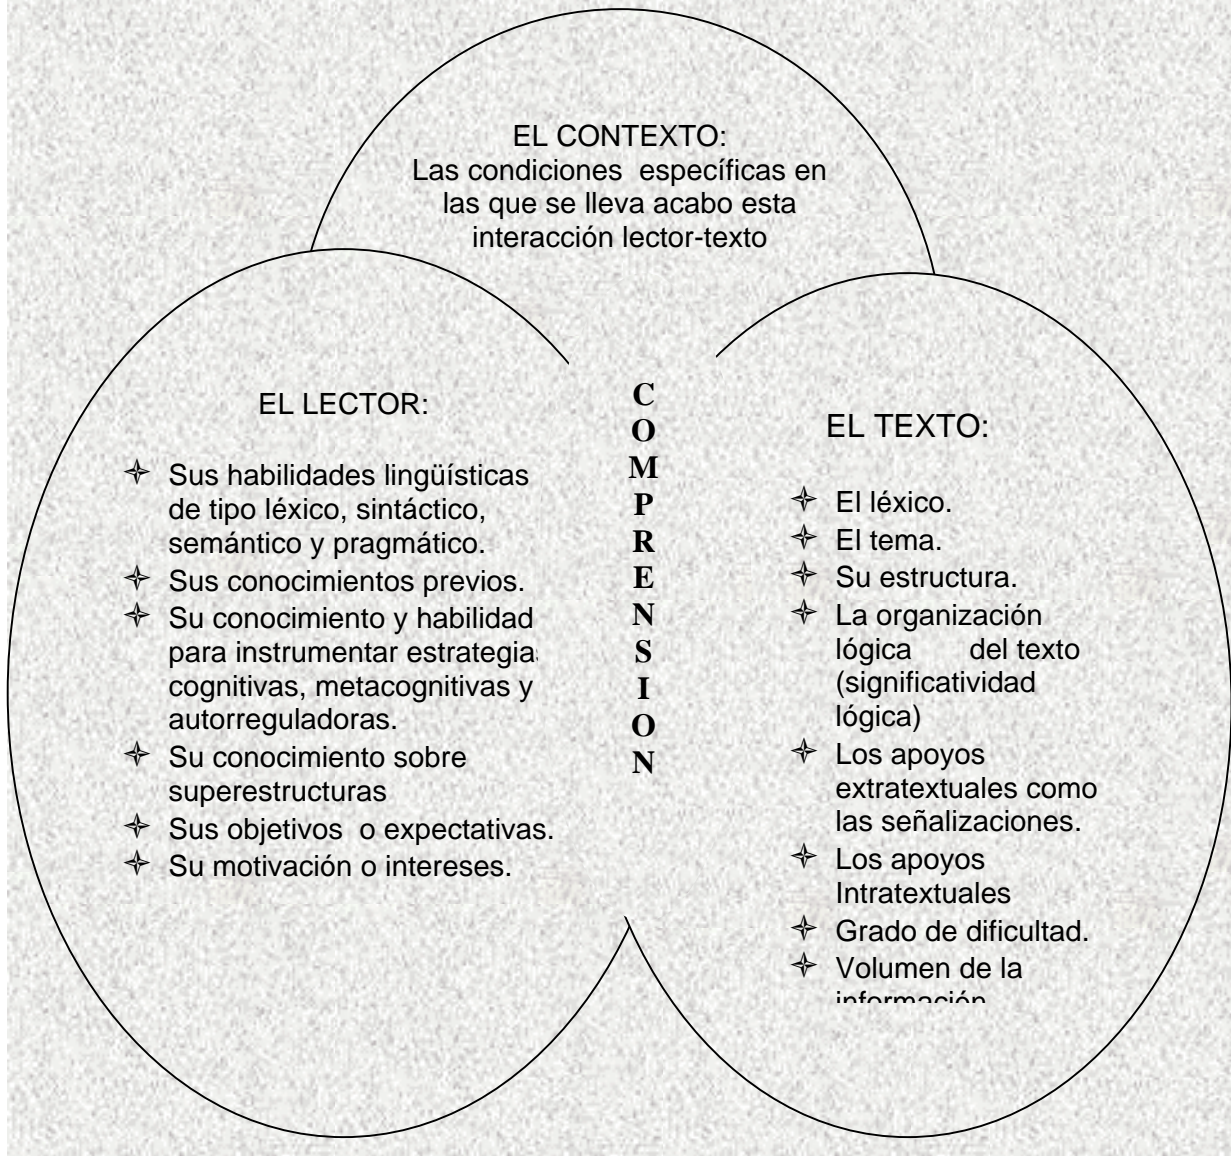 EL CONTEXTO:
Las condiciones específicas en
las que se lleva acabo esta
interacción lector-texto
EL LECTOR:
Sus habilidades lingüísticas
de tipo léxico, sintáctico,
semántico y pragmático.
Sus conocimientos previos.
Su conocimiento y habilidad
para instrumentar estrategia
cognitivas, metacognitivas y
autorreguladoras.
Su conocimiento sobre
superestructuras
Sus objetivos o expectativas.
Su motivación o intereses.
C
O
M
P
R
E
N
S
I
O
N
EL TEXTO:
El léxico.
El tema.
Su estructura.
La organización
lógica del texto
(significatividad
lógica)
Los apoyos
extratextuales como
las señalizaciones.
Los apoyos
Intratextuales
Grado de dificultad.
Volumen de la
información